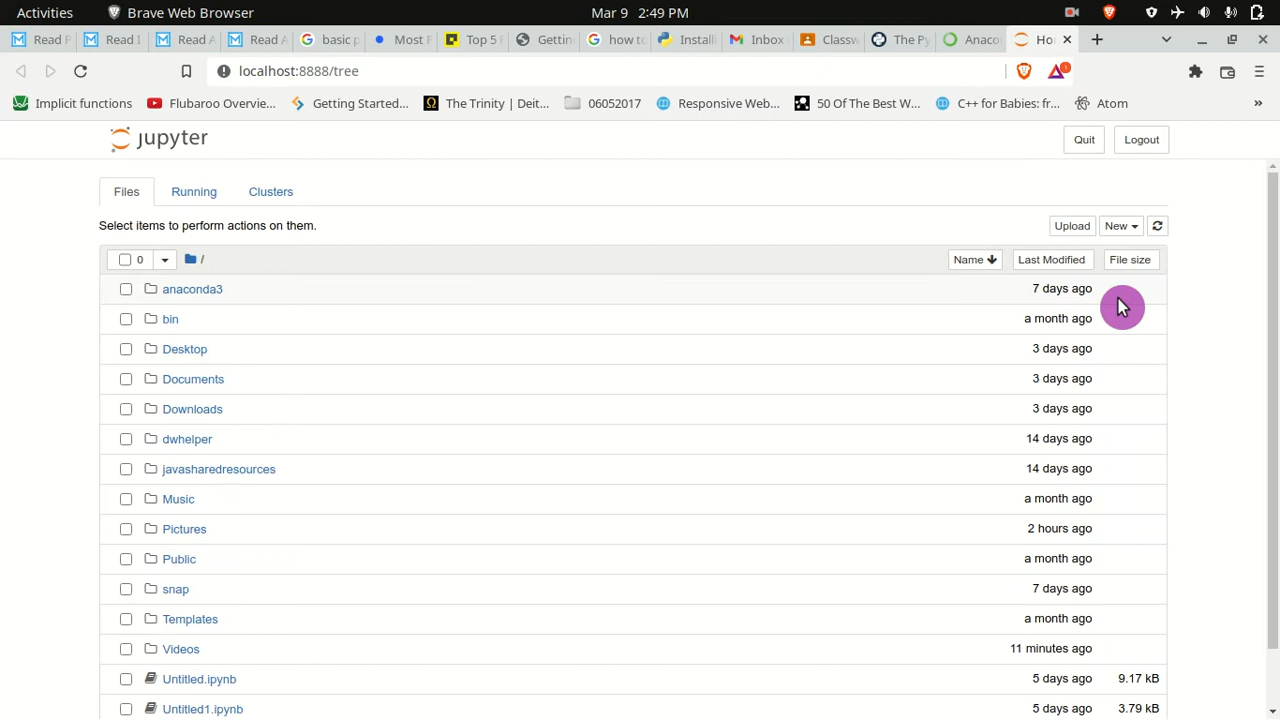 Activities Brave Web Browser Mar 9 2:49 PM
Read P Read I Read A Read A basic p Most F Top 5 Gettin how to Installi Inbox Classw The Py Anaco Ho
localhost:8888/tree
Implicit functions Flubaroo Overvie... Getting Started... The Trinity | Deit... 06052017 Responsive Web... 50 Of The Best W... C++ for Babies: fr... Atom »
jupyter Quit Logout
Files Running Clusters
Select items to perform actions on them. Upload New
0 / Name Last Modified File size
anaconda3 7 days ago
bin a month ago
Desktop 3 days ago
Documents 3 days ago
Downloads 3 days ago
dwhelper 14 days ago
javasharedresources 14 days ago
Music a month ago
Pictures 2 hours ago
Public a month ago
snap 7 days ago
Templates a month ago
Videos 11 minutes ago
Untitled.ipynb 5 days ago 9.17 kB
Untitled1.ipynb 5 days ago 3.79 kB